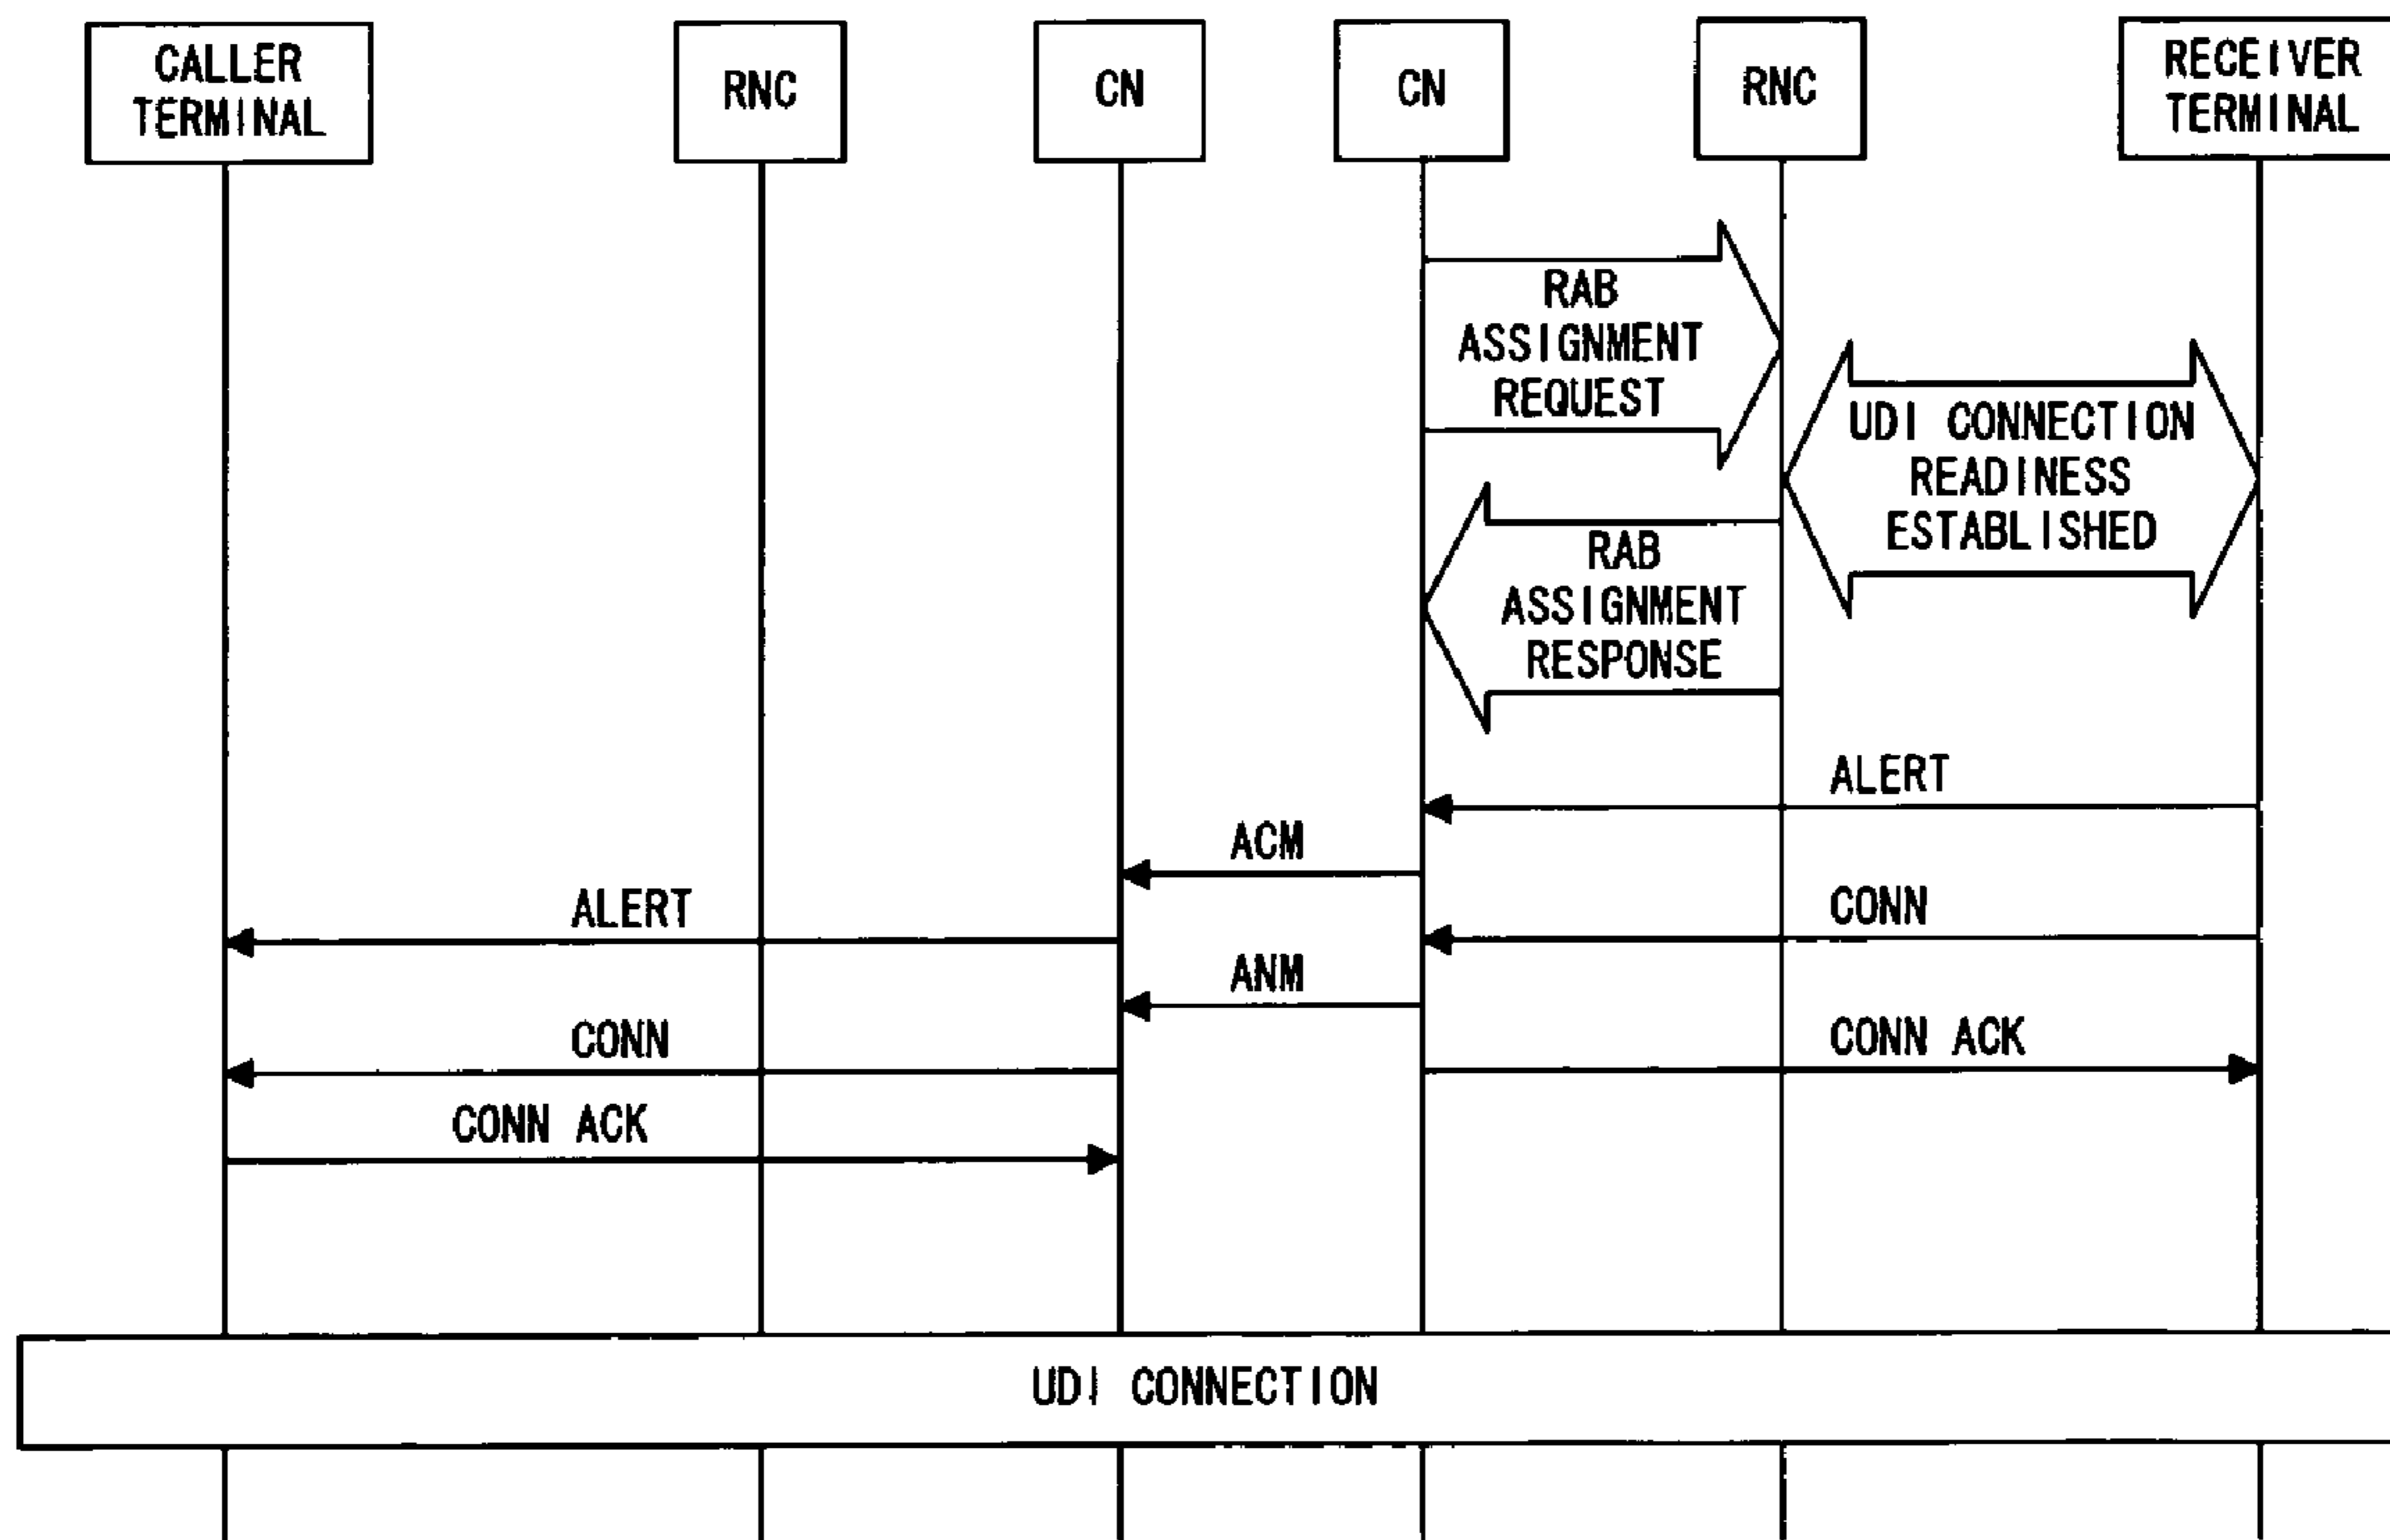 CALLER
TERMINAL
RNC
CN
CN
RNC
RECEIVER
TERMINAL
RAB
ASSIGNMENT
REQUEST
UDI CONNECTION
READINESS
ESTABLISHED
RAB
ASSIGNMENT
RESPONSE
ALERT
ACM
ALERT
CONN
ANM
CONN
CONN ACK
CONN ACK
UDI CONNECTION